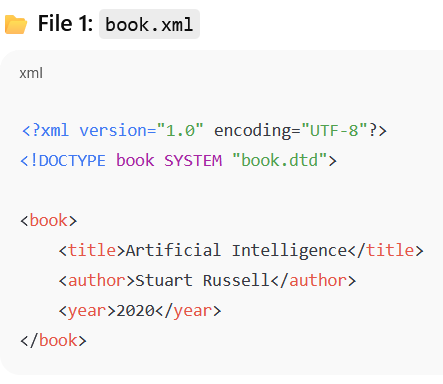 File 1: book.xml
xml
<?xml version="1.0" encoding="UTF-8"?>
<!DOCTYPE book SYSTEM "book.dtd">
<book>
    <title>Artificial Intelligence</title>
    <author>Stuart Russell</author>
    <year>2020</year>
</book>